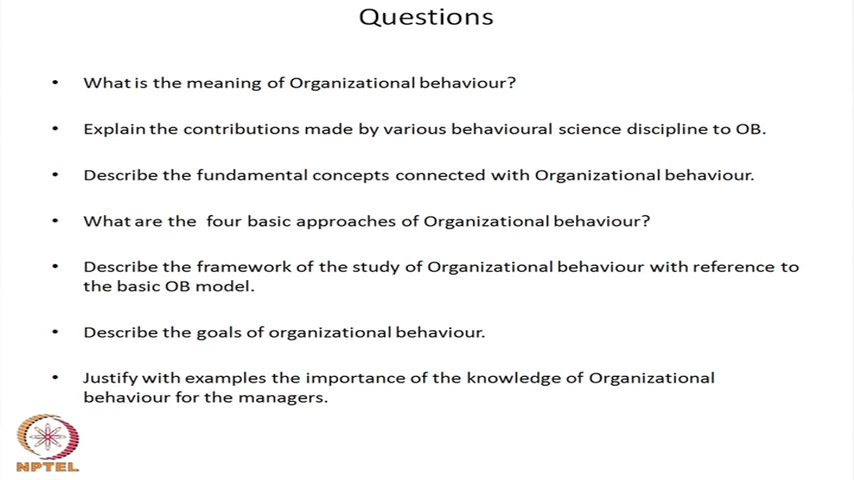 Questions
• What is the meaning of Organizational behaviour?
• Explain the contributions made by various behavioural science discipline to OB.
• Describe the fundamental concepts connected with Organizational behaviour.
• What are the four basic approaches of Organizational behaviour?
• Describe the framework of the study of Organizational behaviour with reference to
the basic OB model.
• Describe the goals of organizational behaviour.
• Justify with examples the importance of the knowledge of Organizational
behaviour for the managers.
NPTEL